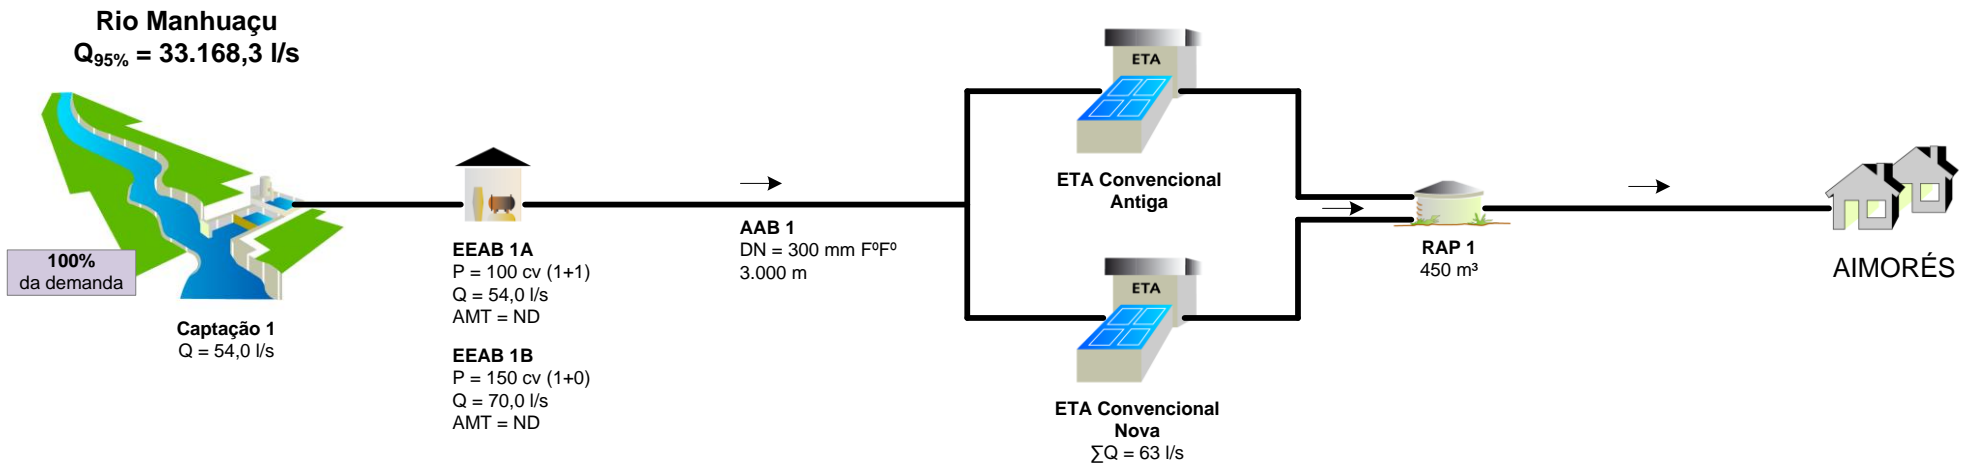 Rio Manhuaçu
Q95% = 33.168,3 l/s
100%
da demanda
Captação 1
Q = 54,0 l/s
EEAB 1A
P = 100 cv (1+1)
Q = 54,0 l/s
AMT = ND
EEAB 1B
P = 150 cv (1+0)
Q = 70,0 l/s
AMT = ND
AAB 1
DN = 300 mm FºFº
3.000 m
ETA
ETA Convencional
Antiga
ETA
ETA Convencional
Nova
∑Q = 63 l/s
RAP 1
450 m³
AIMORÉS